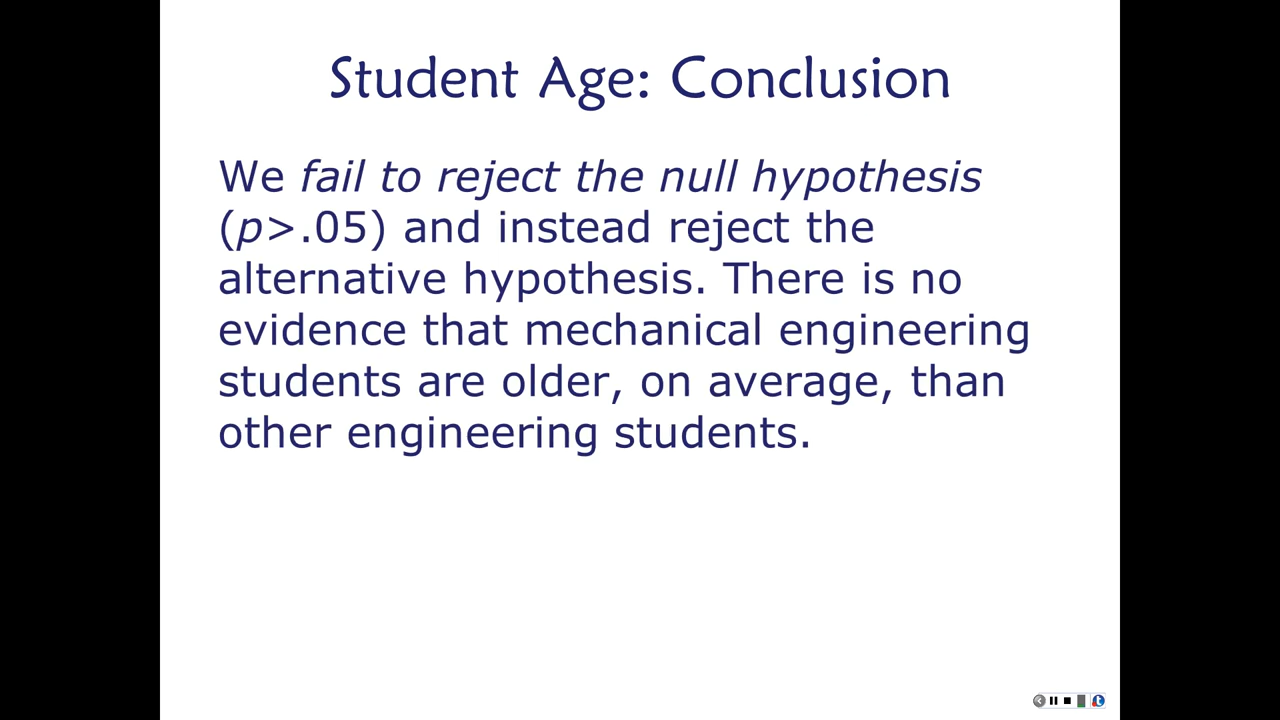 Student Age: Conclusion
We fail to reject the null hypothesis
(p>.05) and instead reject the
alternative hypothesis. There is no
evidence that mechanical engineering
students are older, on average, than
other engineering students.